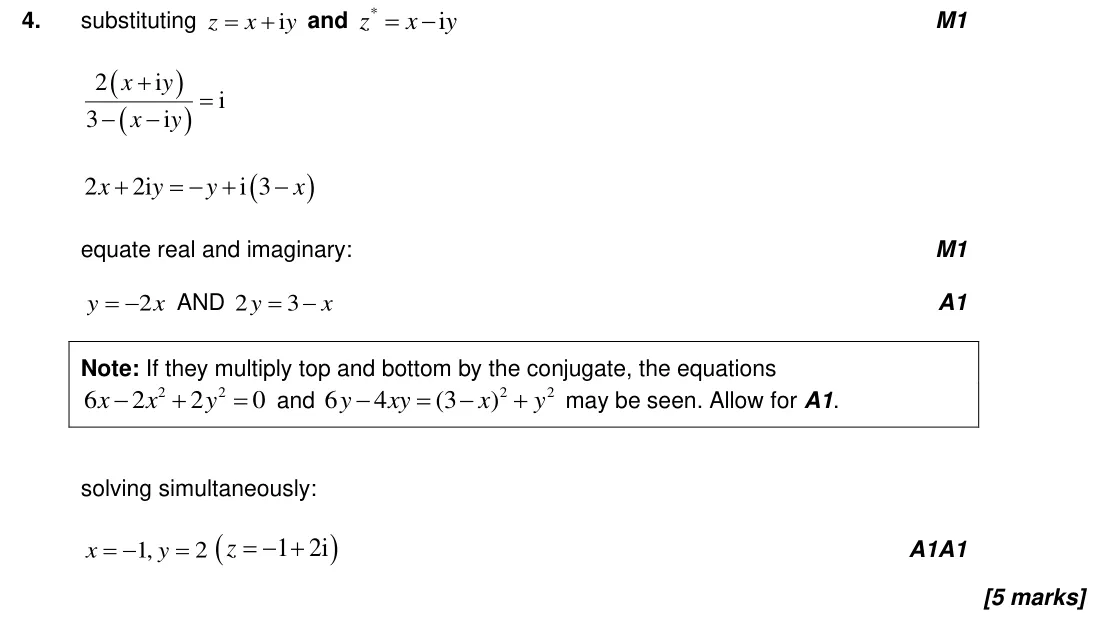 4. substituting z = x + iy and z* = x − iy M1
2(x + iy)
3 − (x − iy) = i
2x + 2iy = −y + i(3 − x)
equate real and imaginary: M1
y = −2x AND 2y = 3 − x A1
Note: If they multiply top and bottom by the conjugate, the equations
6x − 2x² + 2y² = 0 and 6y − 4xy = (3 − x)² + y² may be seen. Allow for A1.
solving simultaneously:
x = −1, y = 2 (z = −1 + 2i) A1A1
[5 marks]